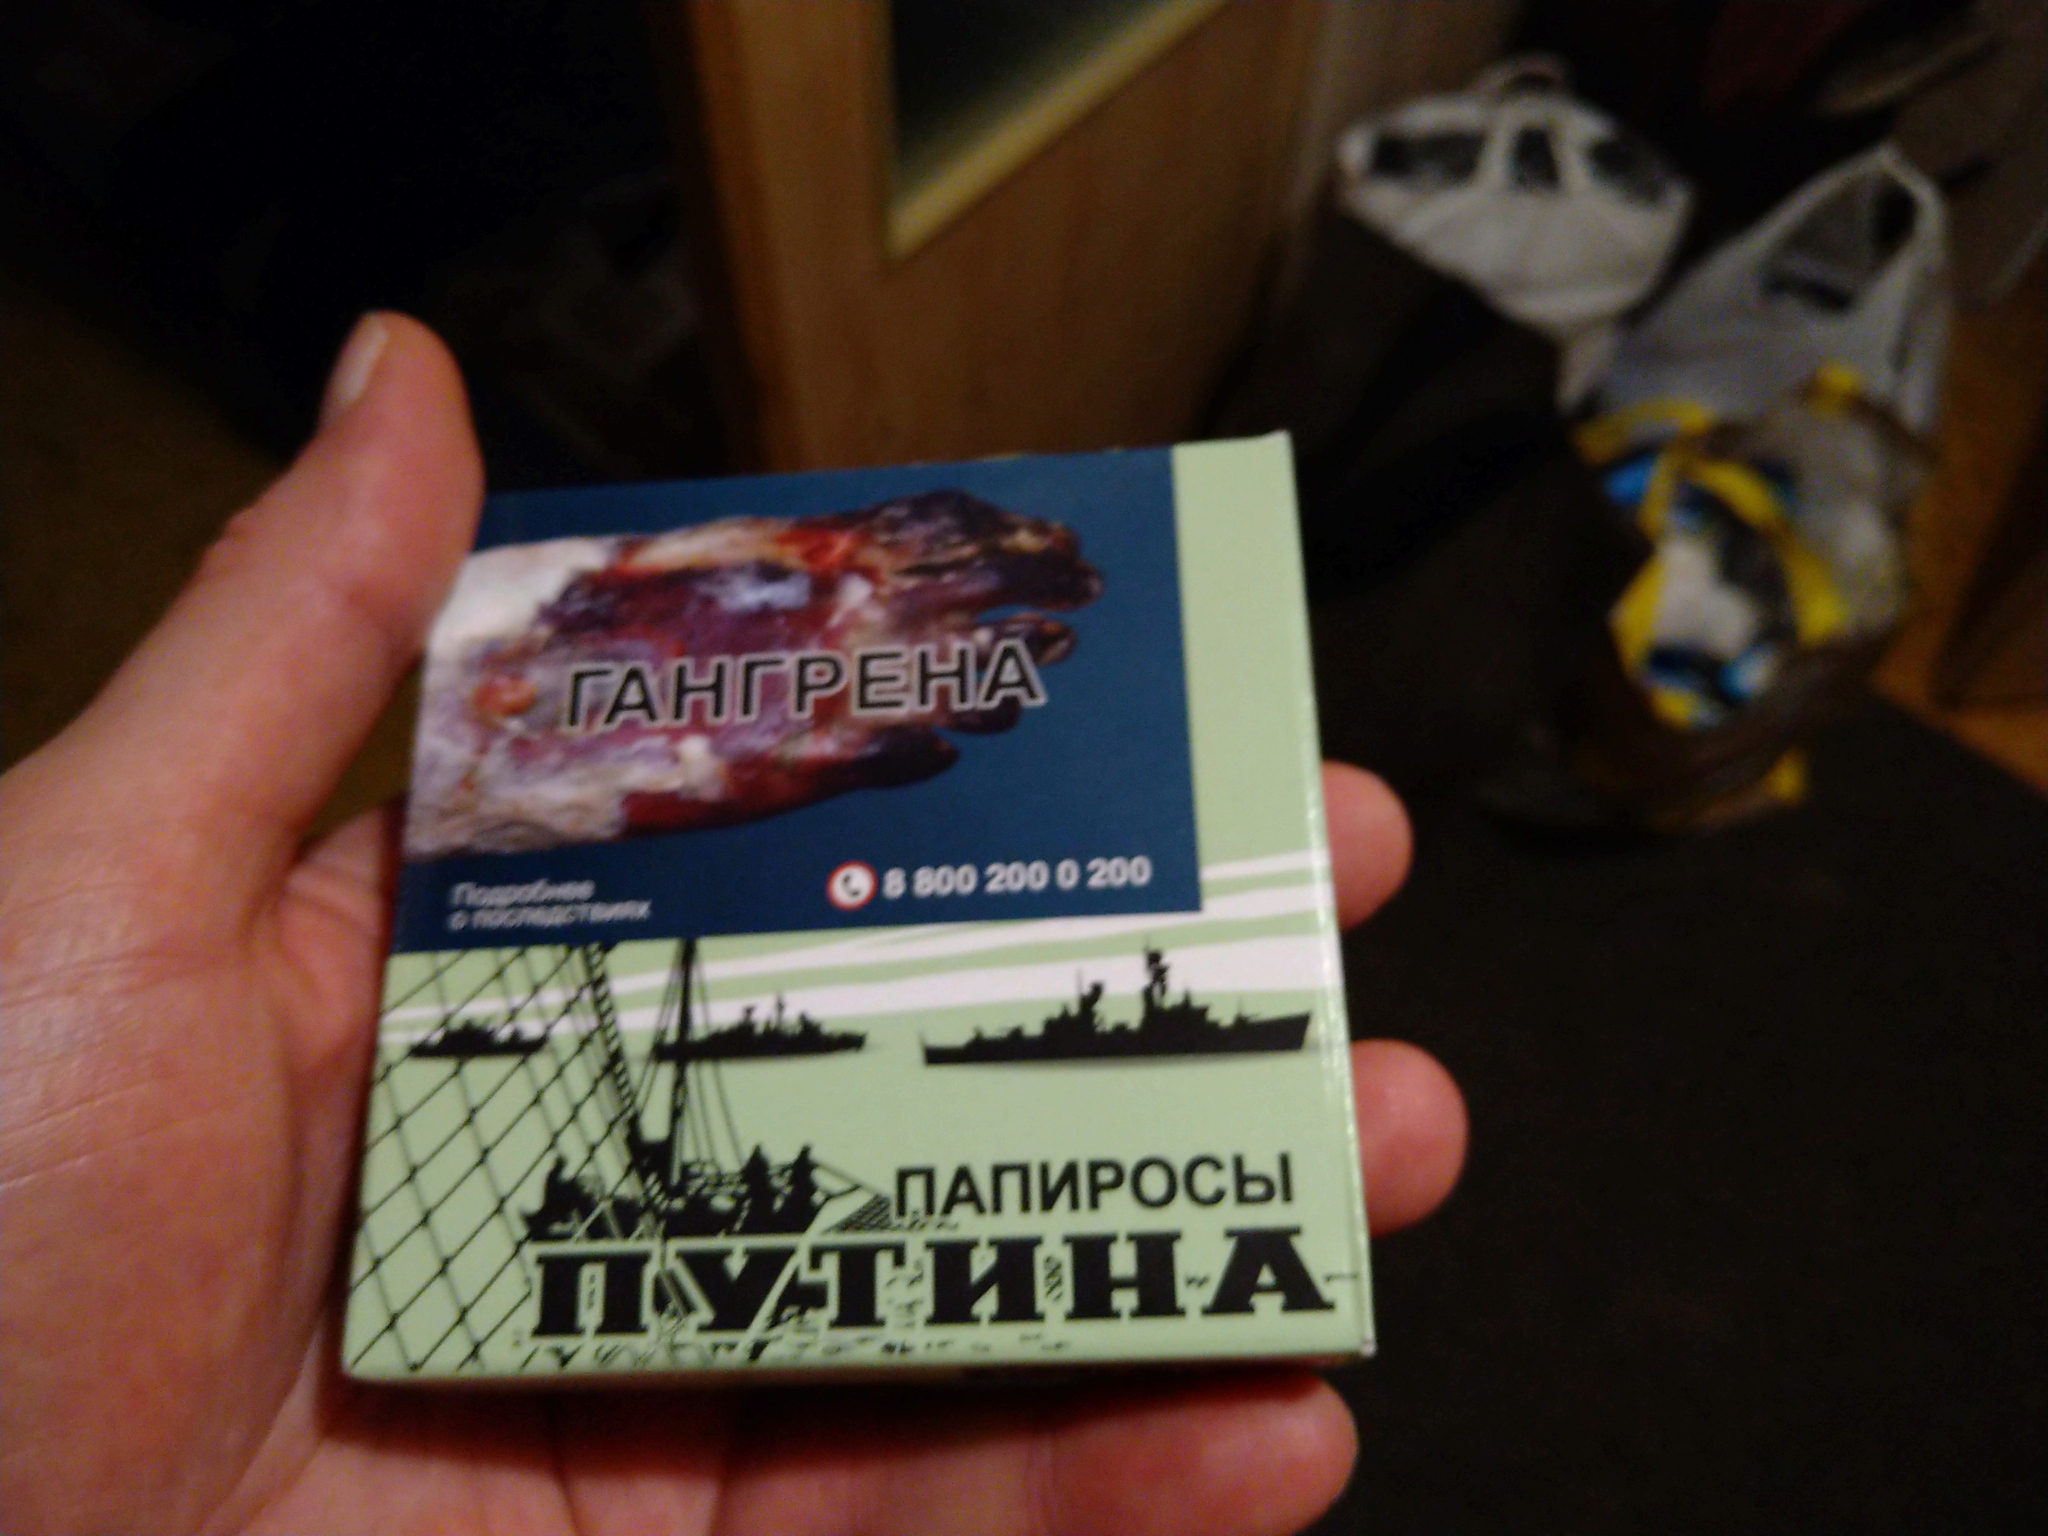 ГАНГРЕНА
Подробнее
о последствиях
8 800 200 0 200
ПАПИРОСЫ
ПУТИНА